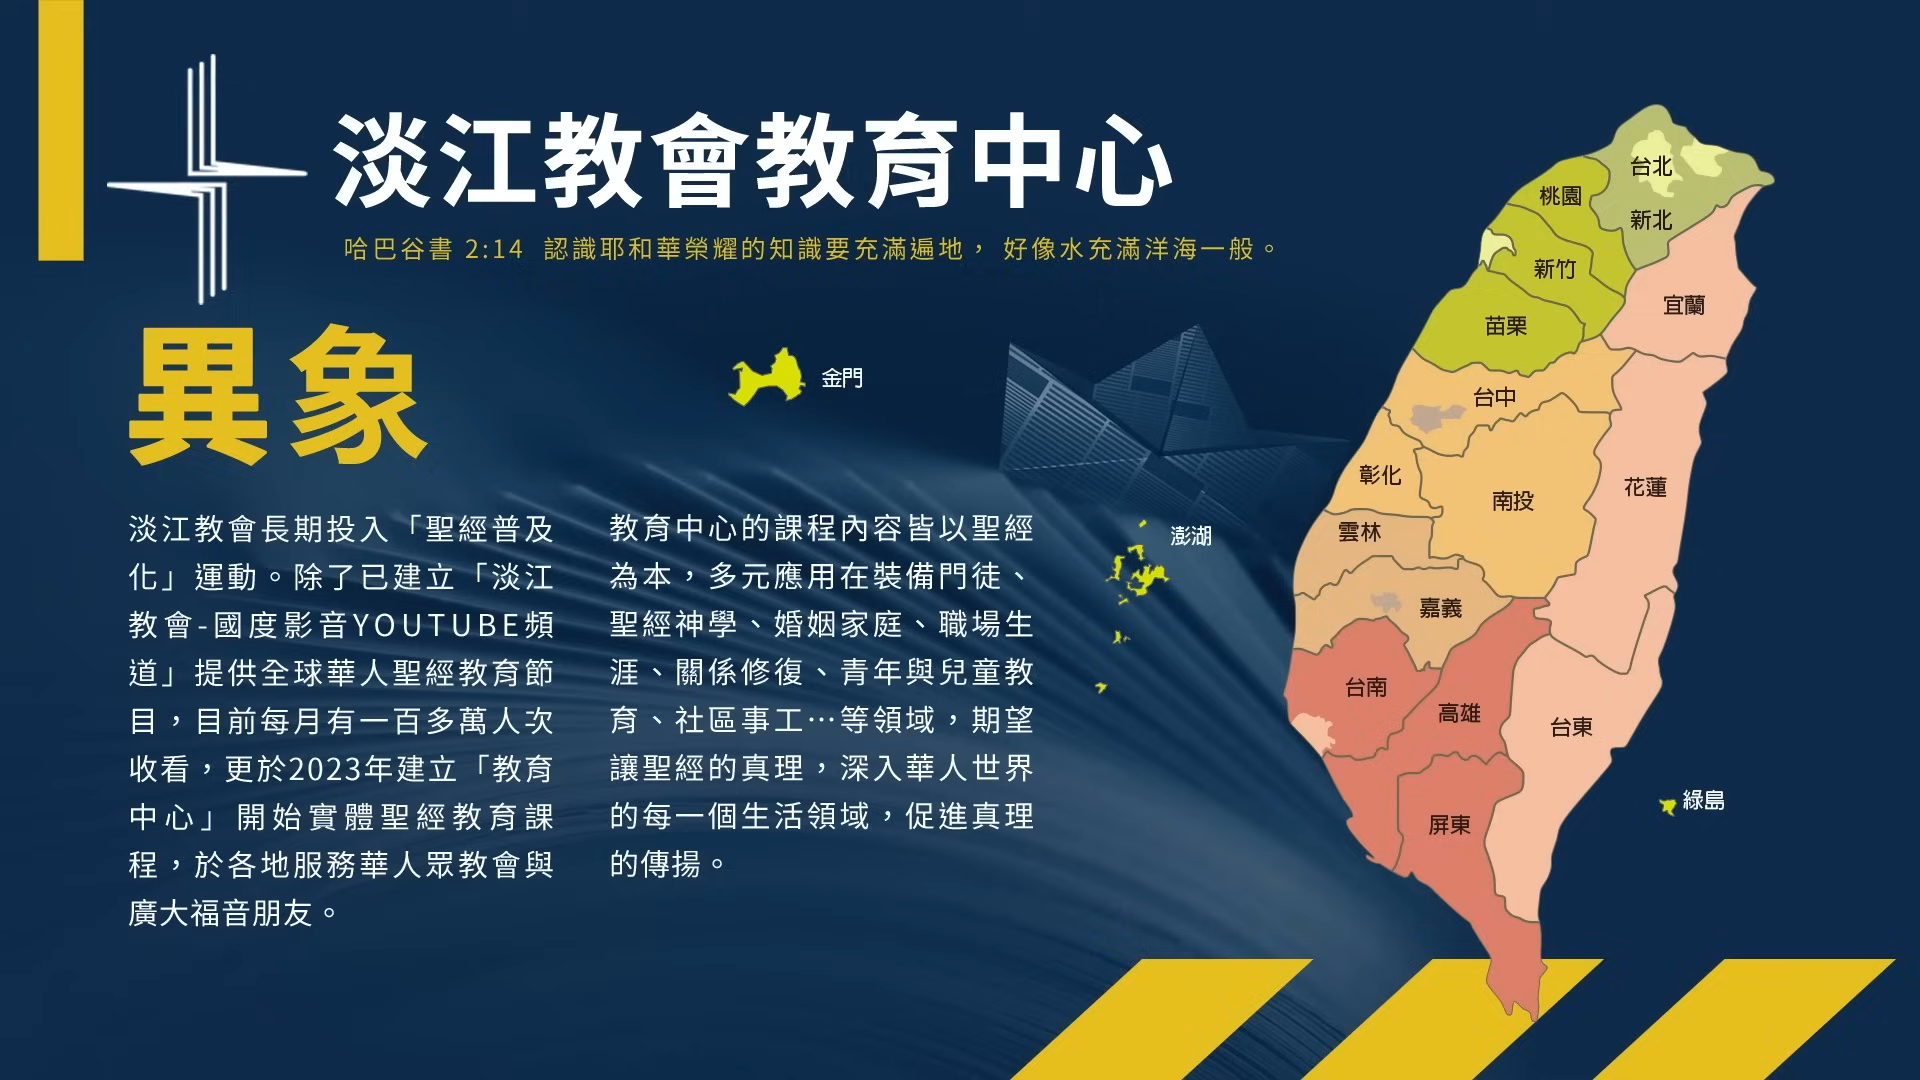 淡江教會教育中心
哈巴谷書 2:14 認識耶和華榮耀的知識要充滿遍地， 好像水充滿洋海一般。
異象
淡江教會長期投入「聖經普及
化」運動。除了已建立「淡江
教會-國度影音YOUTUBE頻
道」提供全球華人聖經教育節
目，目前每月有一百多萬人次
收看，更於2023年建立「教育
中心」開始實體聖經教育課
程，於各地服務華人眾教會與
廣大福音朋友。
教育中心的課程內容皆以聖經
為本，多元應用在裝備門徒、
聖經神學、婚姻家庭、職場生
涯、關係修復、青年與兒童教
育、社區事工…等領域，期望
讓聖經的真理，深入華人世界
的每一個生活領域，促進真理
的傳揚。
金門
澎湖
台北
桃園
新北
新竹
宜蘭
苗栗
台中
彰化
南投
花蓮
雲林
嘉義
台南
高雄
台東
綠島
屏東